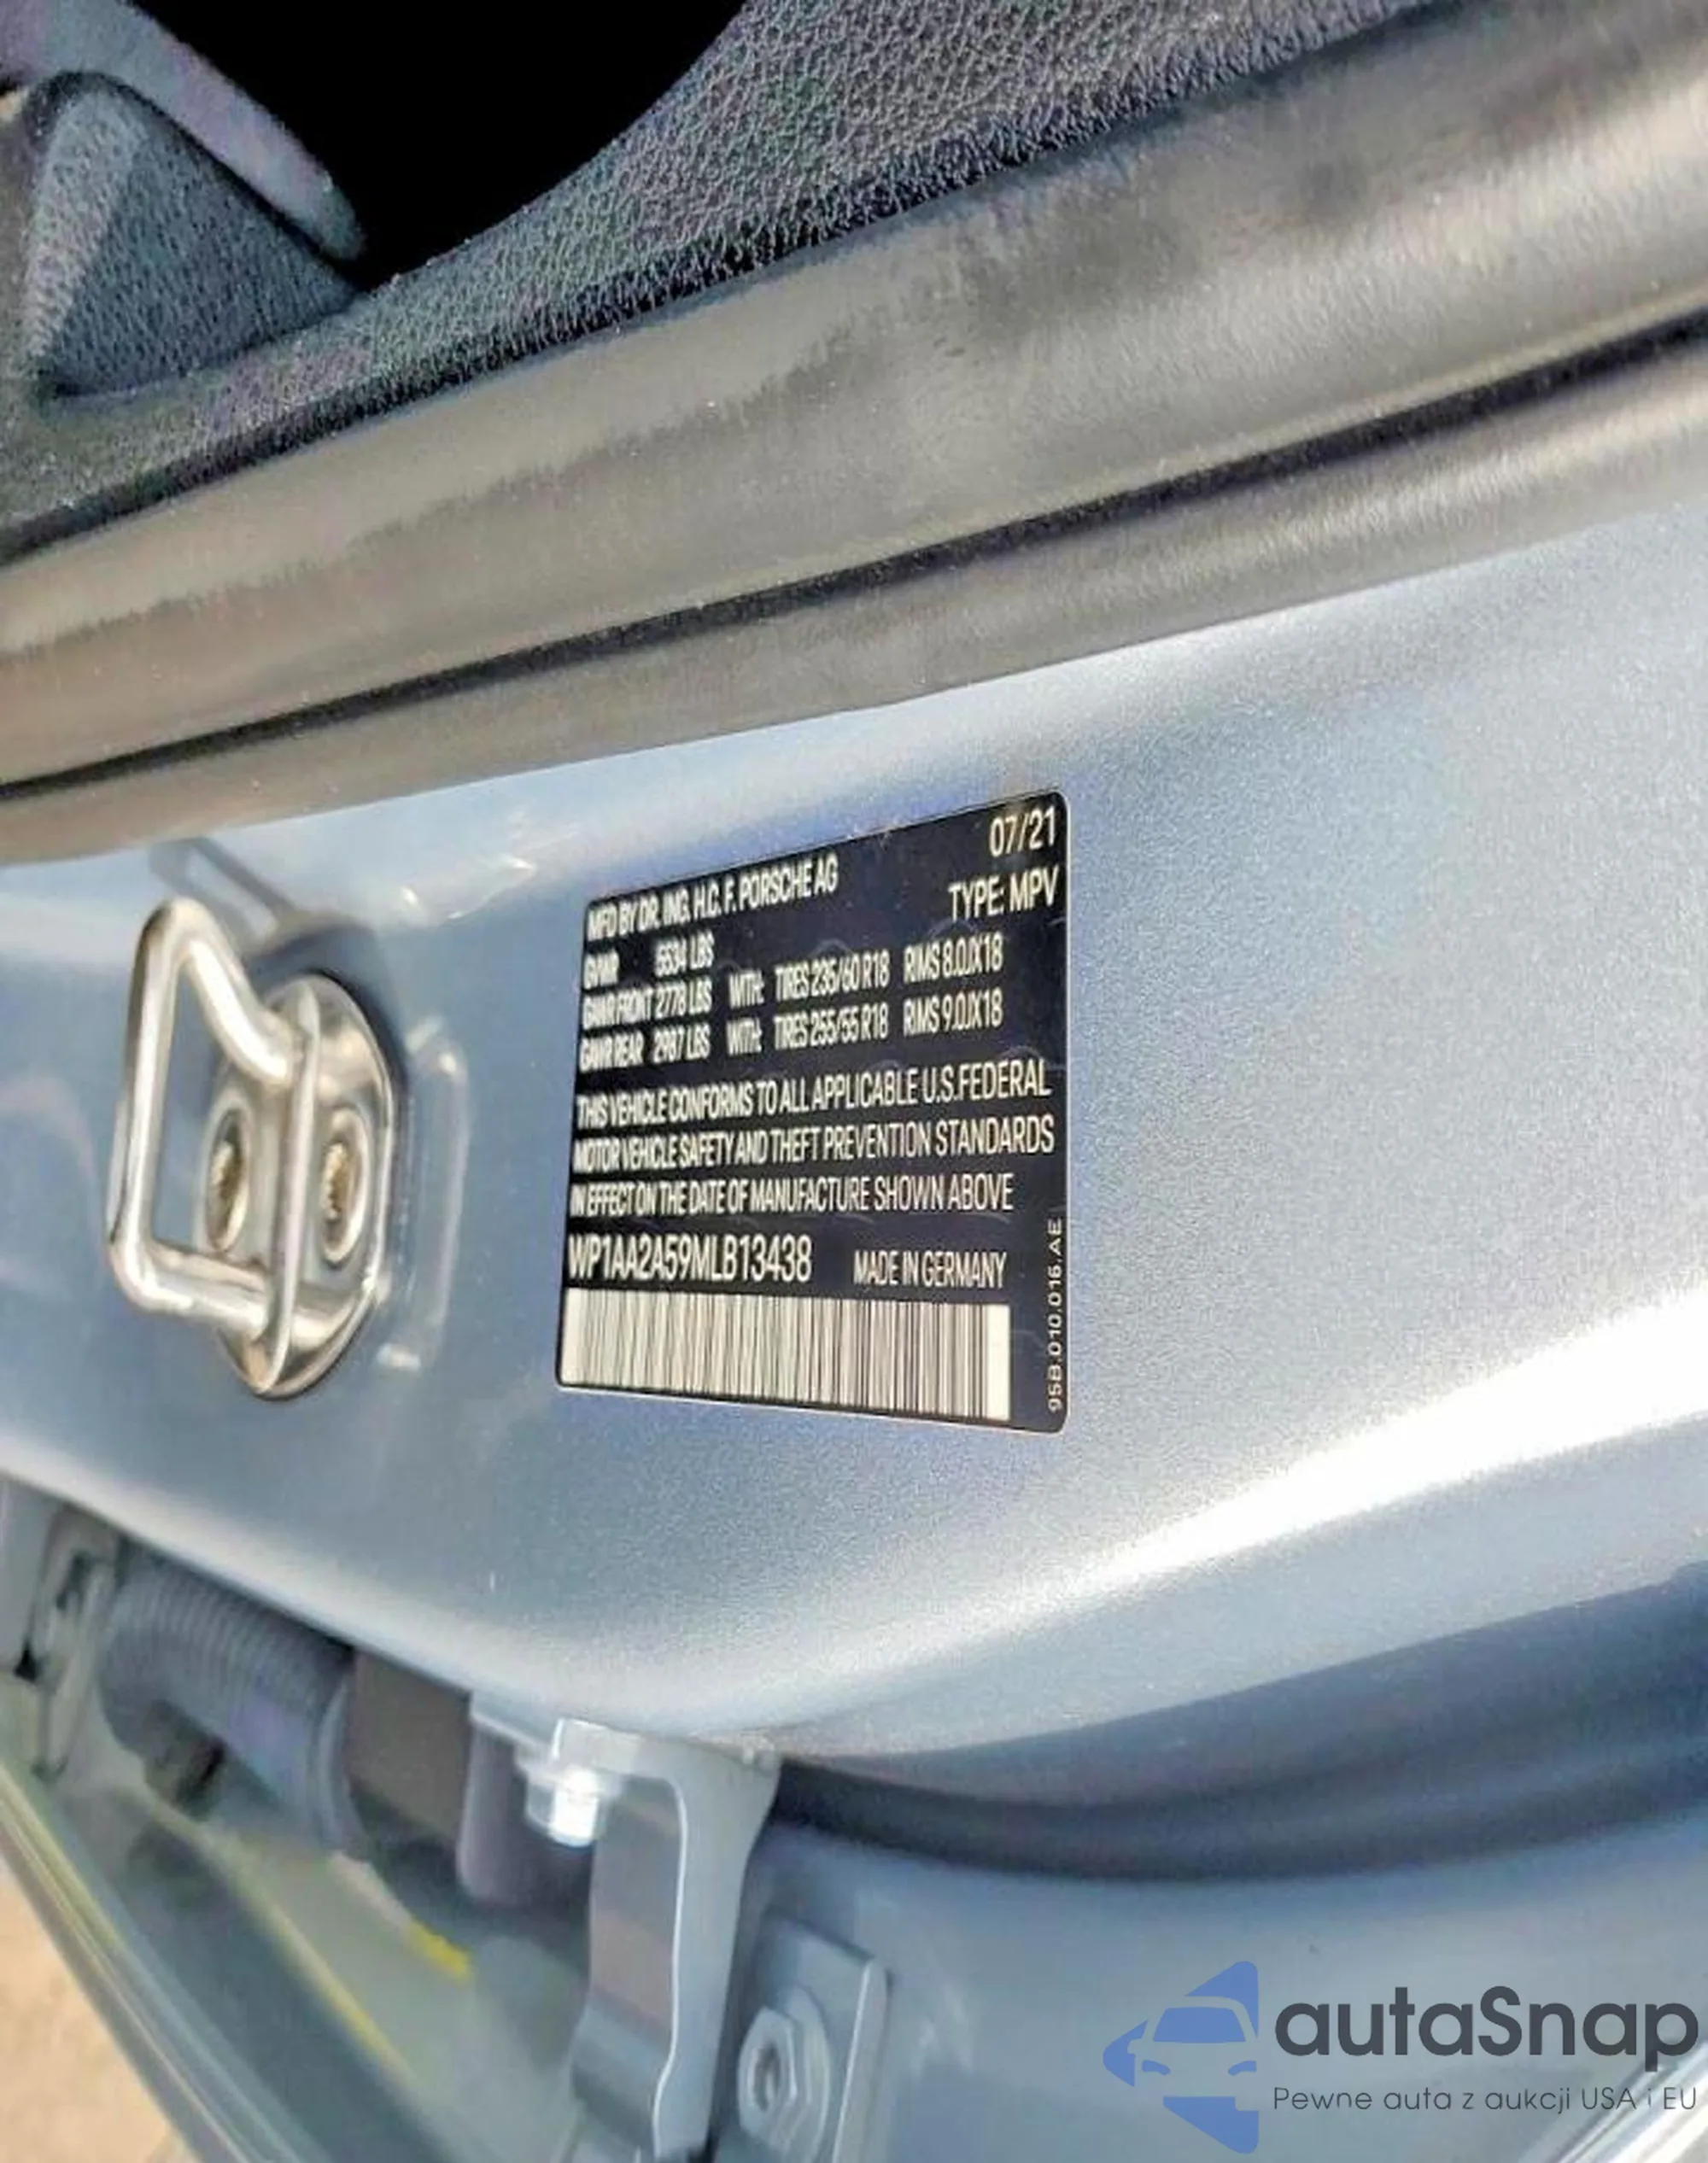 07/21
MFD BY DR. ING. H.C. F. PORSCHE AG
TYPE: MPV
GVWR 5534 LBS
GAWR FRONT 2778 LBS WITH: TIRES 235/60 R18 RIMS 8.0JX18
GAWR REAR 2987 LBS WITH: TIRES 255/55 R18 RIMS 9.0JX18
THIS VEHICLE CONFORMS TO ALL APPLICABLE U.S.FEDERAL
MOTOR VEHICLE SAFETY AND THEFT PREVENTION STANDARDS
IN EFFECT ON THE DATE OF MANUFACTURE SHOWN ABOVE
WP1AA2A59MLB13438 MADE IN GERMANY
95B.010.016.AE
autaSnap
Pewne auta z aukcji USA i EU